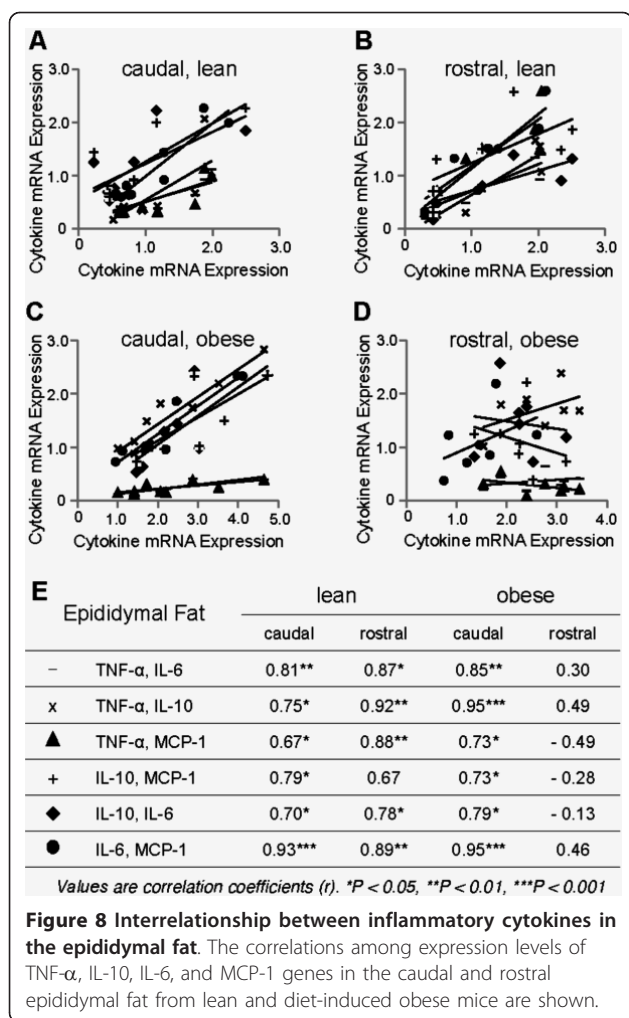 A
caudal, lean
Cytokine mRNA Expression
3.0
2.0
1.0
0
0
1.0
2.0
3.0
Cytokine mRNA Expression
B
rostral, lean
Cytokine mRNA Expression
3.0
2.0
1.0
0
0
1.0
2.0
3.0
Cytokine mRNA Expression
C
caudal, obese
Cytokine mRNA Expression
3.0
2.0
1.0
0
0
1.0
2.0
3.0
4.0
5.0
Cytokine mRNA Expression
D
rostral, obese
Cytokine mRNA Expression
3.0
2.0
1.0
0
0
1.0
2.0
3.0
4.0
Cytokine mRNA Expression
E
Epididymal Fat
lean obese
caudal rostral caudal rostral
– TNF-α, IL-6 0.81** 0.87* 0.85** 0.30
x TNF-α, IL-10 0.75* 0.92** 0.95*** 0.49
▲ TNF-α, MCP-1 0.67* 0.88** 0.73* - 0.49
+ IL-10, MCP-1 0.79* 0.67 0.73* - 0.28
◆ IL-10, IL-6 0.70* 0.78* 0.79* - 0.13
● IL-6, MCP-1 0.93*** 0.89** 0.95*** 0.46
Values are correlation coefficients (r). *P < 0.05, **P < 0.01, ***P < 0.001
Figure 8 Interrelationship between inflammatory cytokines in
the epididymal fat. The correlations among expression levels of
TNF-α, IL-10, IL-6, and MCP-1 genes in the caudal and rostral
epididymal fat from lean and diet-induced obese mice are shown.